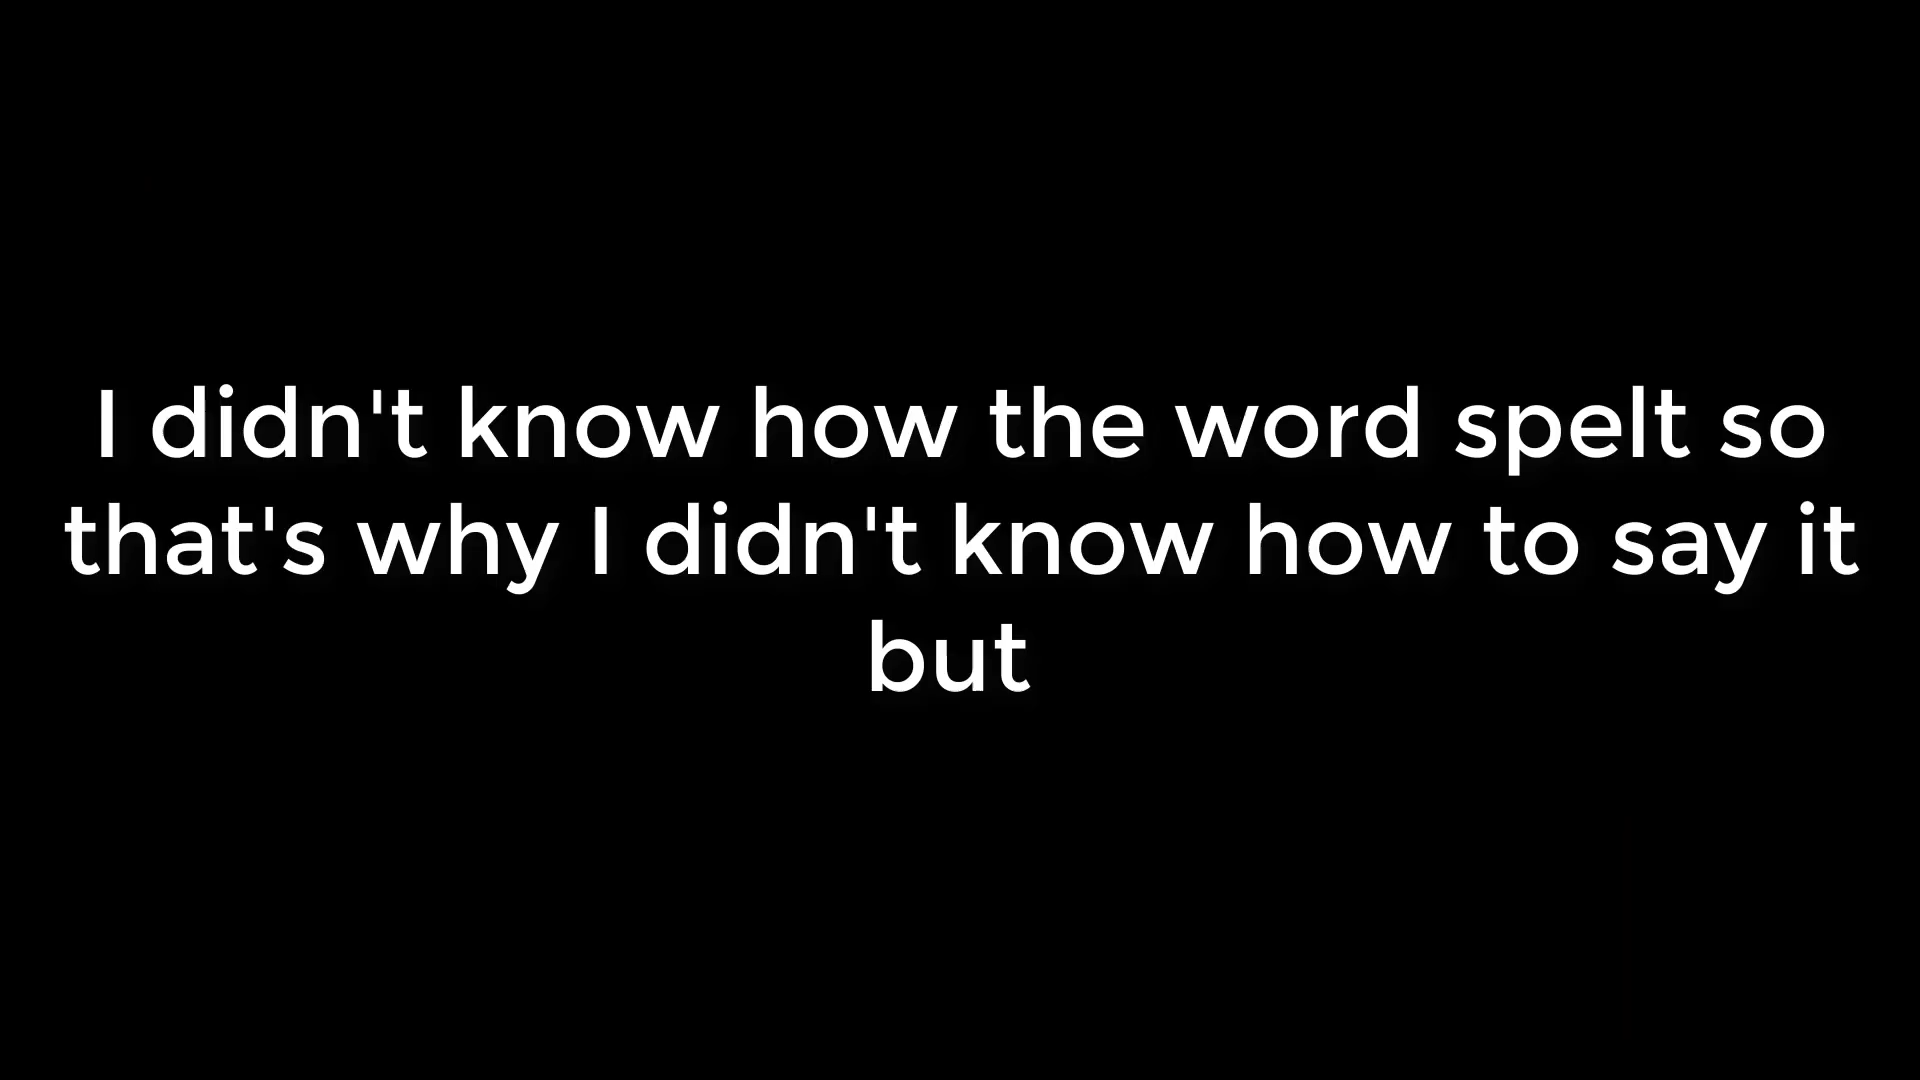 I didn't know how the word spelt so
that's why I didn't know how to say it
but